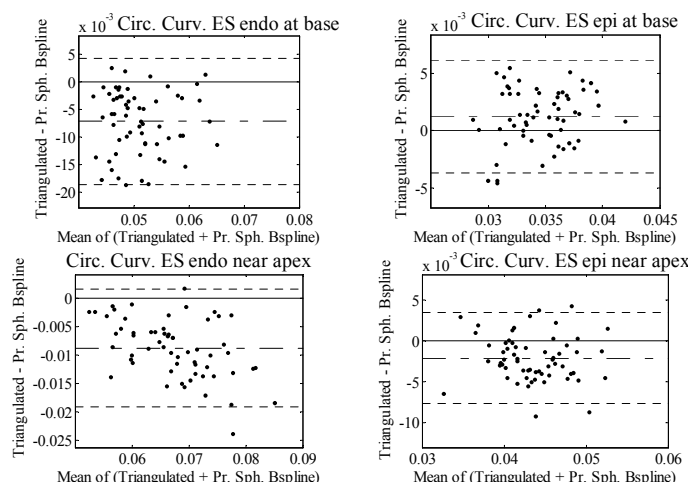 x 10⁻³ Circ. Curv. ES endo at base
Triangulated - Pr. Sph. Bspline
5
0
-5
-10
-15
-20
0.05 0.06 0.07 0.08
Mean of (Triangulated + Pr. Sph. Bspline)
x 10⁻³ Circ. Curv. ES epi at base
Triangulated - Pr. Sph. Bspline
5
0
-5
0.03 0.035 0.04 0.045
Mean of (Triangulated + Pr. Sph. Bspline)
Circ. Curv. ES endo near apex
Triangulated - Pr. Sph. Bspline
0
-0.005
-0.01
-0.015
-0.02
-0.025
0.06 0.07 0.08 0.09
Mean of (Triangulated + Pr. Sph. Bspline)
x 10⁻³ Circ. Curv. ES epi near apex
Triangulated - Pr. Sph. Bspline
5
0
-5
-10
0.03 0.04 0.05 0.06
Mean of (Triangulated + Pr. Sph. Bspline)